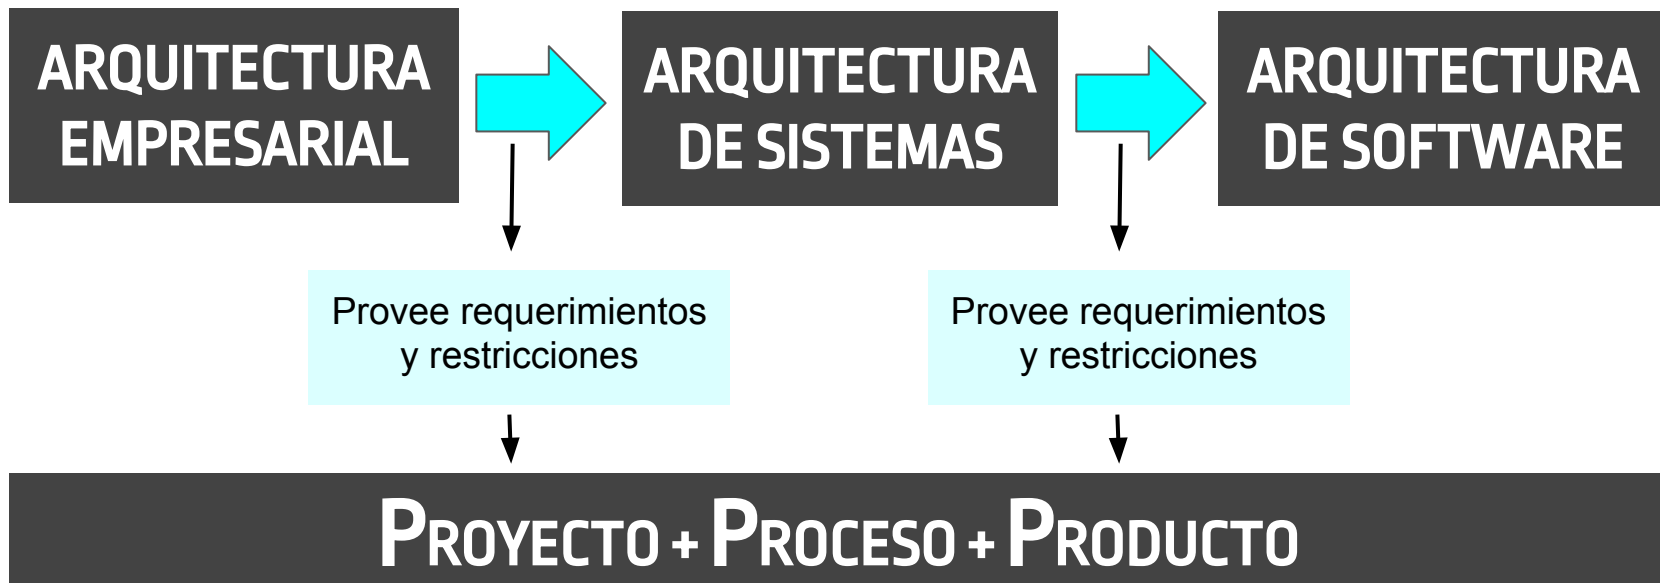 ARQUITECTURA
EMPRESARIAL
ARQUITECTURA
DE SISTEMAS
ARQUITECTURA
DE SOFTWARE
Provee requerimientos
y restricciones
Provee requerimientos
y restricciones
PROYECTO + PROCESO + PRODUCTO